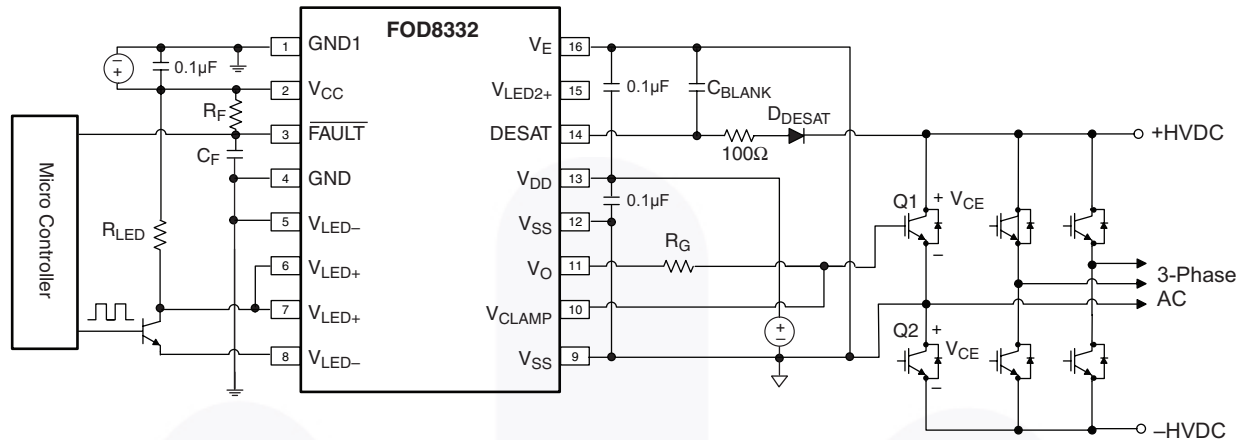 FOD8332
1 GND1
2 VCC
3 FAULT
4 GND
5 VLED–
6 VLED+
7 VLED+
8 VLED–
VE 16
VLED2+ 15
DESAT 14
VDD 13
VSS 12
VO 11
VCLAMP 10
VSS 9
Micro Controller
– +
0.1µF
RF
CF
RLED
0.1µF
CBLANK
DDESAT
100Ω
0.1µF
RG
+
–
+HVDC
Q1 + VCE
–
3-Phase
AC
Q2 + VCE
–
–HVDC